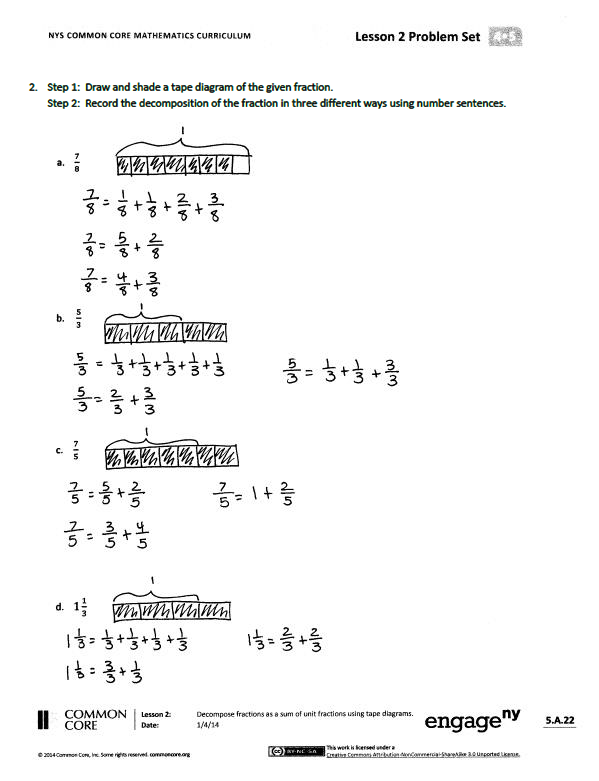 NYS COMMON CORE MATHEMATICS CURRICULUM Lesson 2 Problem Set 4•5
2. Step 1: Draw and shade a tape diagram of the given fraction.
Step 2: Record the decomposition of the fraction in three different ways using number sentences.
1
a. 7/8
7/8 = 1/8 + 1/8 + 2/8 + 3/8
7/8 = 5/8 + 2/8
7/8 = 4/8 + 3/8
1
b. 5/3
5/3 = 1/3 + 1/3 + 1/3 + 1/3 + 1/3 5/3 = 1/3 + 1/3 + 3/3
5/3 = 2/3 + 3/3
1
c. 7/5
7/5 = 5/5 + 2/5 7/5 = 1 + 2/5
7/5 = 3/5 + 4/5
1
d. 1 1/3
1 1/3 = 1/3 + 1/3 + 1/3 + 1/3 1 1/3 = 2/3 + 2/3
1 1/3 = 3/3 + 1/3
COMMON CORE
Lesson 2: Decompose fractions as a sum of unit fractions using tape diagrams.
Date: 1/4/14
engage ny
5.A.22
© 2014 Common Core, Inc. Some rights reserved. commoncore.org
cc BY-NC-SA This work is licensed under a
Creative Commons Attribution-NonCommercial-ShareAlike 3.0 Unported License.